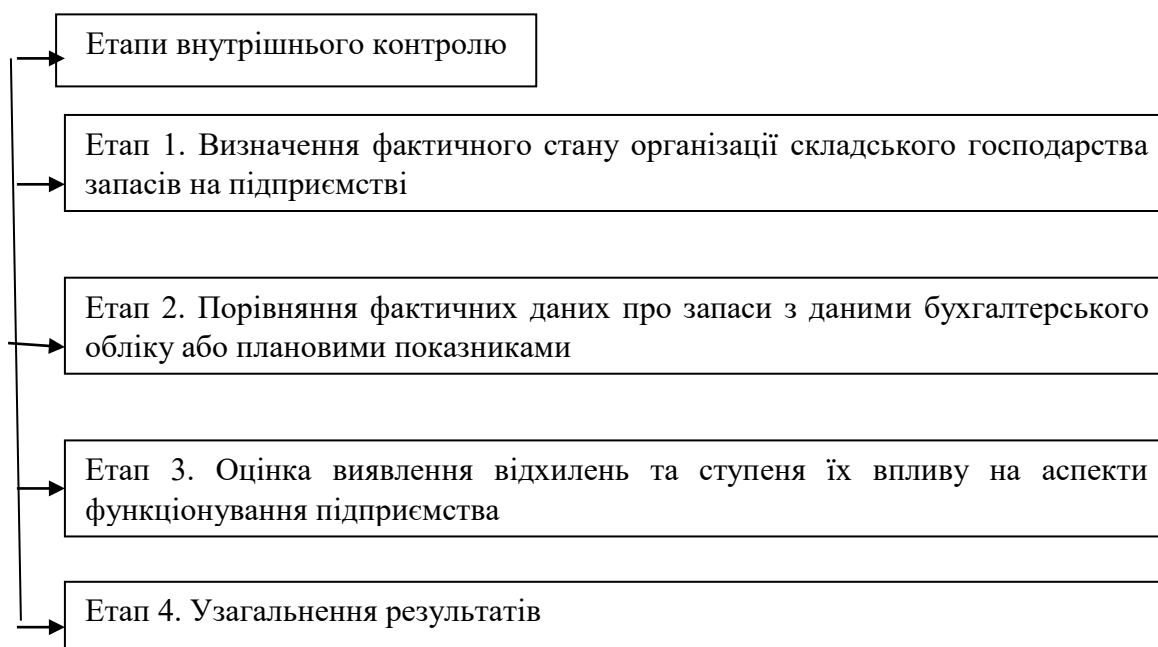 Етапи внутрішнього контролю
Етап 1. Визначення фактичного стану організації складського господарства
запасів на підприємстві
Етап 2. Порівняння фактичних даних про запаси з даними бухгалтерського
обліку або плановими показниками
Етап 3. Оцінка виявлення відхилень та ступеня їх впливу на аспекти
функціонування підприємства
Етап 4. Узагальнення результатів